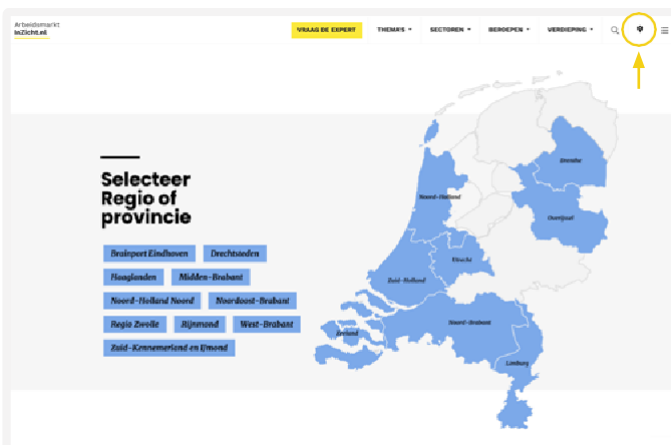 Arbeidsmarkt
InZicht.nl
VRAAG DE EXPERT THEMA'S SECTOREN BEROEPEN VERDIEPING
Selecteer
Regio of
provincie
Brainport Eindhoven Drechtsteden
Haaglanden Midden-Brabant
Noord-Holland Noord Noordoost-Brabant
Regio Zwolle Rijnmond West-Brabant
Zuid-Kennemerland en IJmond
Drenthe
Noord-Holland
Overijssel
Utrecht
Zuid-Holland
Noord-Brabant
Zeeland
Limburg